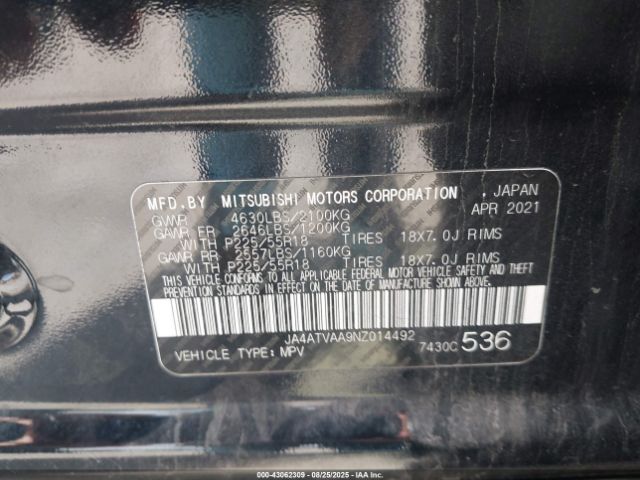 MFD.BY MITSUBISHI MOTORS CORPORATION , JAPAN
GVWR 4630LBS/2100KG APR 2021
GAWR FR 2646LBS/1200KG
WITH P225/55R18 TIRES 18X7.0J RIMS
GAWR RR 2557LBS/1160KG
WITH P225/55R18 TIRES 18X7.0J RIMS
THIS VEHICLE CONFORMS TO ALL APPLICABLE FEDERAL MOTOR VEHICLE SAFETY AND THEFT
PREVENTION STANDARDS IN EFFECT ON THE DATE OF MANUFACTURE SHOWN ABOVE.
JA4ATVAA9NZ014492
VEHICLE TYPE: MPV 7430C 536
000-43062309 - 08/25/2025 - © IAA Inc.